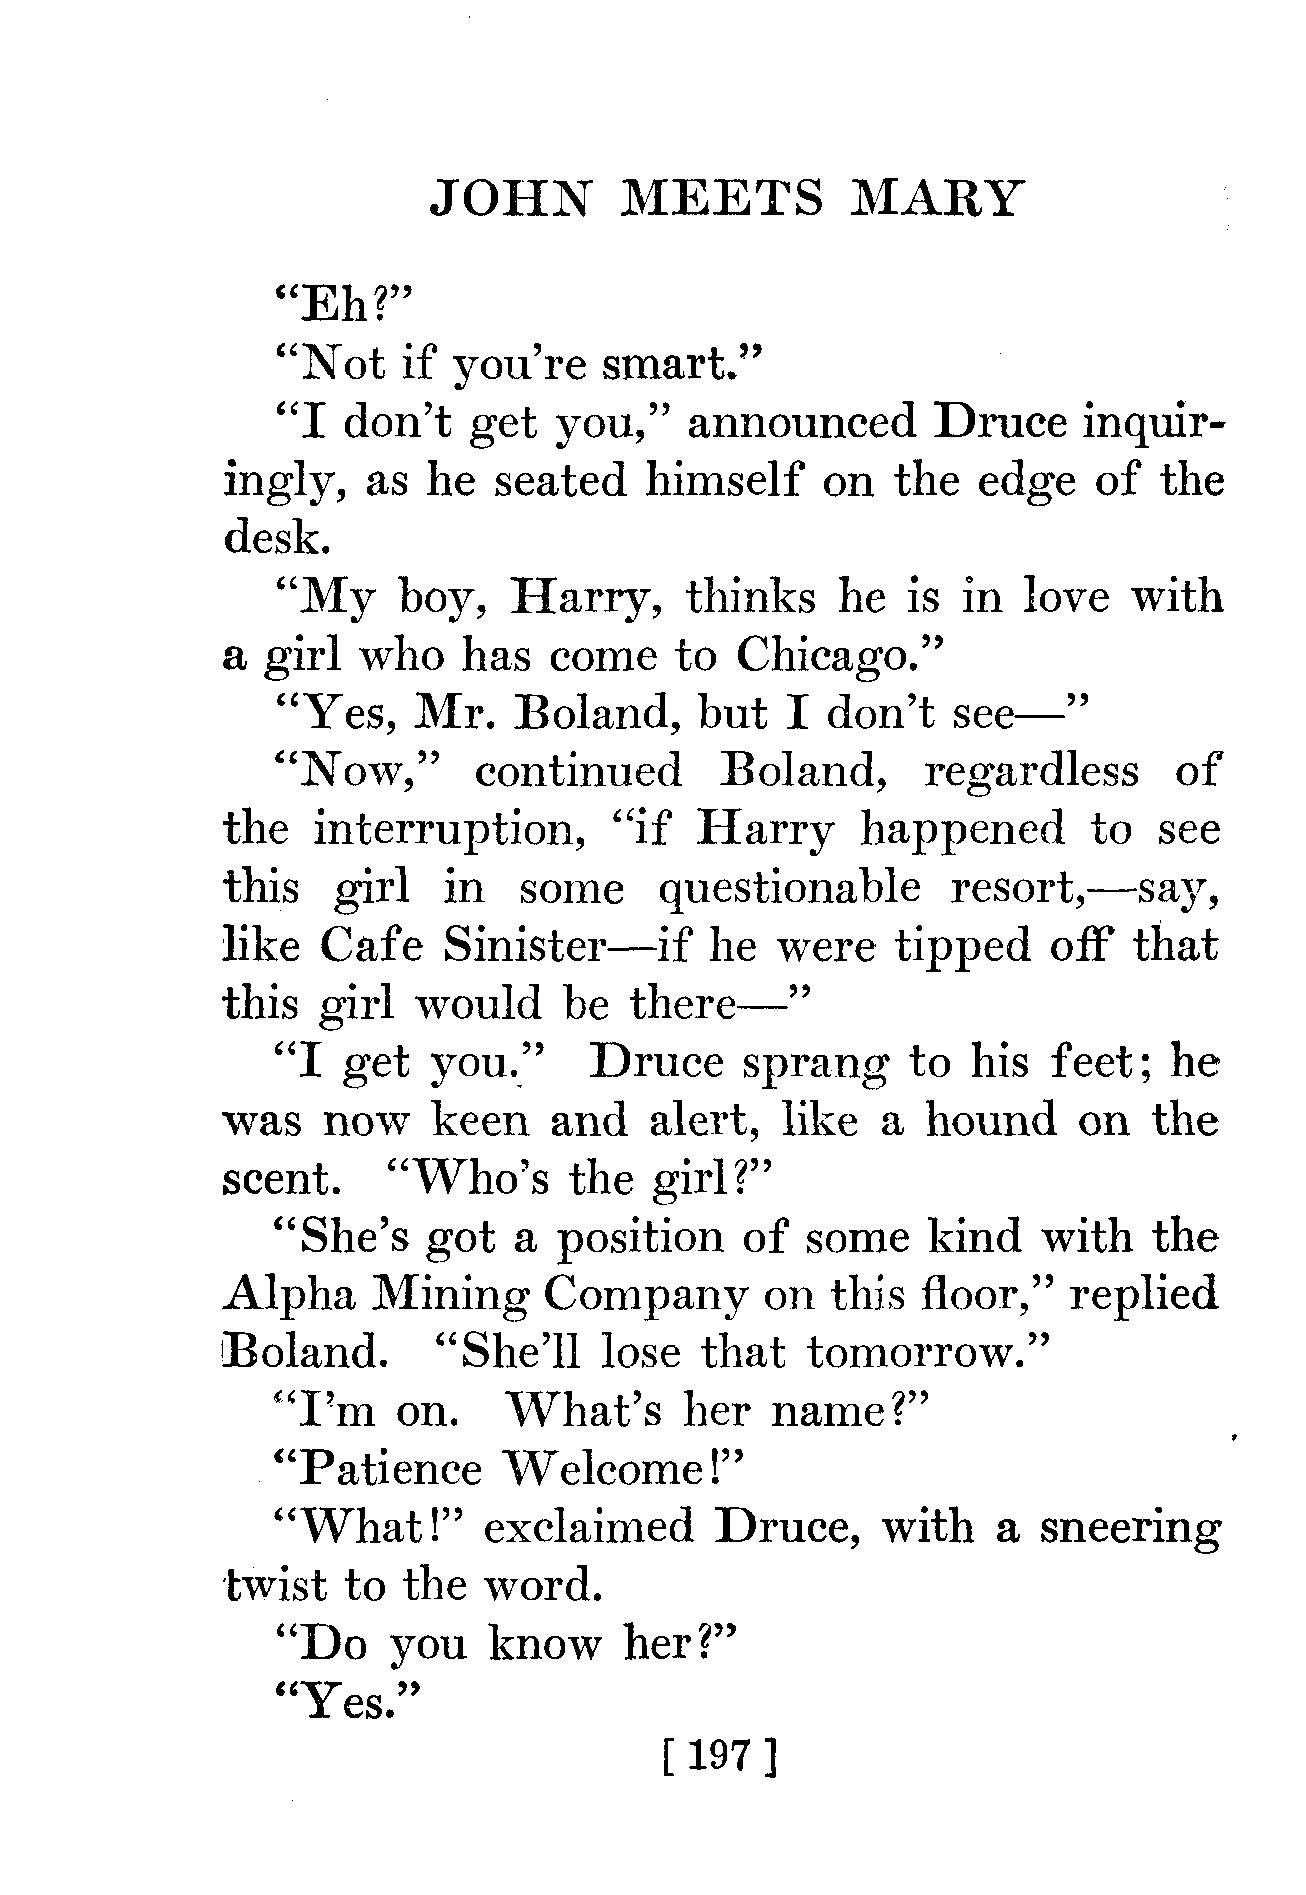 JOHN MEETS MARY
“Eh?”
“Not if you're smart.”
“I don't get you,” announced Druce inquir-
ingly, as he seated himself on the edge of the
desk.
“My boy, Harry, thinks he is in love with
a girl who has come to Chicago.”
“Yes, Mr. Boland, but I don't see—”
“Now,” continued Boland, regardless of
the interruption, “if Harry happened to see
this girl in some questionable resort,—say,
like Cafe Sinister—if he were tipped off that
this girl would be there—”
“I get you.” Druce sprang to his feet; he
was now keen and alert, like a hound on the
scent. “Who's the girl?”
“She's got a position of some kind with the
Alpha Mining Company on this floor,” replied
Boland. “She'll lose that tomorrow.”
“I'm on. What's her name?”
“Patience Welcome!”
“What!” exclaimed Druce, with a sneering
twist to the word.
“Do you know her?”
“Yes.”
[ 197 ]